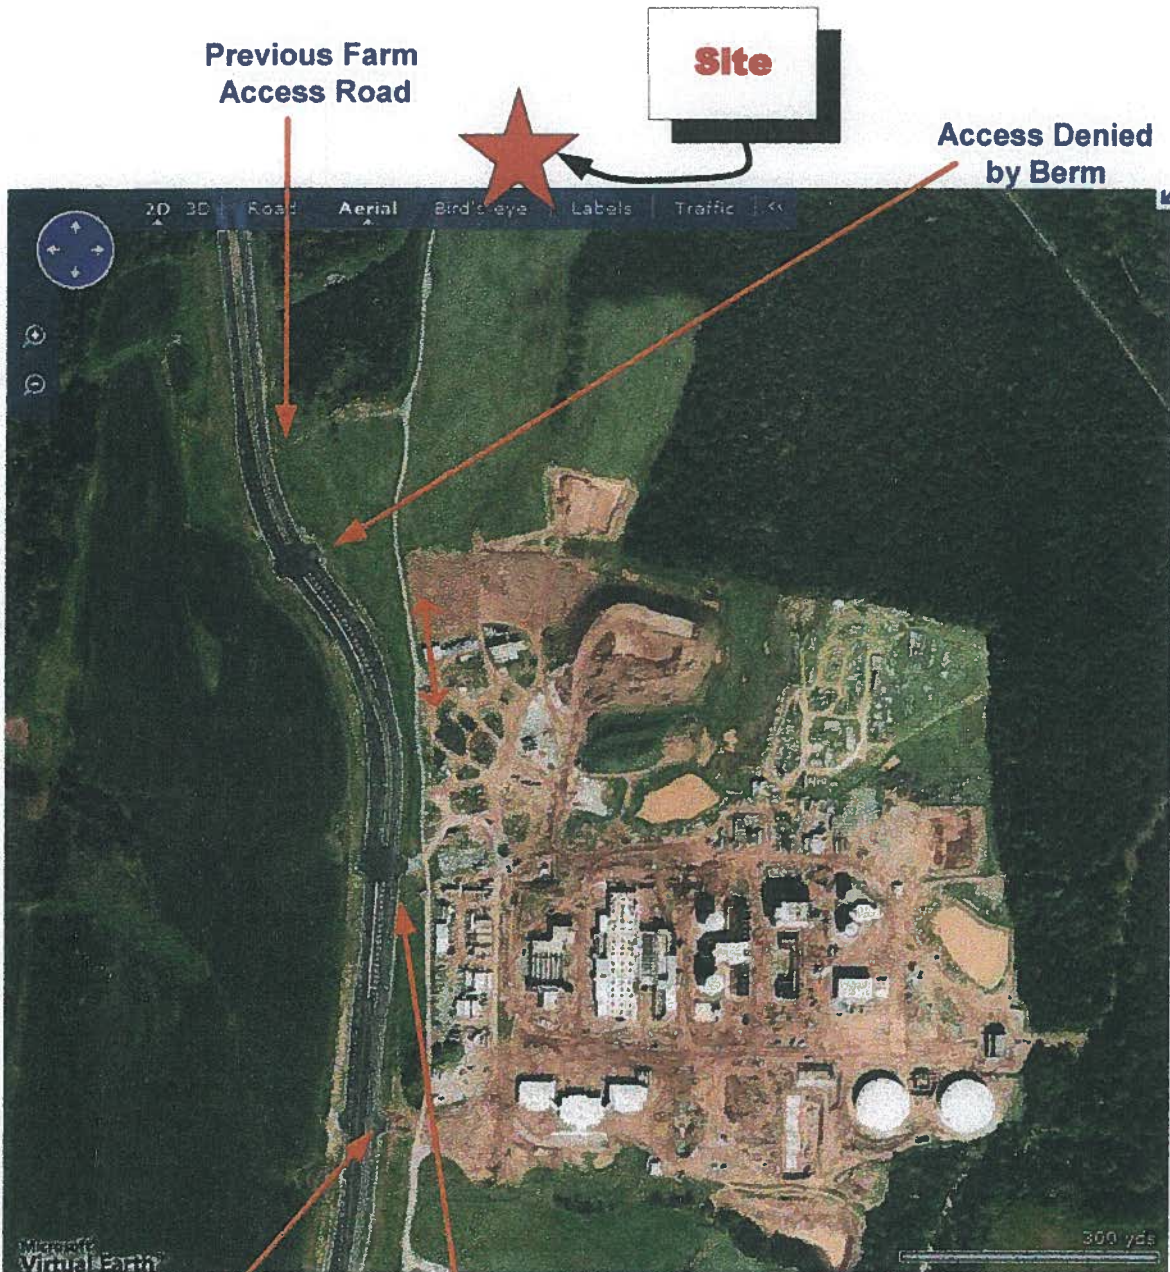 Site
Previous Farm
Access Road
Access Denied
by Berm
2D 3D Road Aerial Bird's eye Labels Traffic <<
300 yds
Microsoft
Virtual Earth